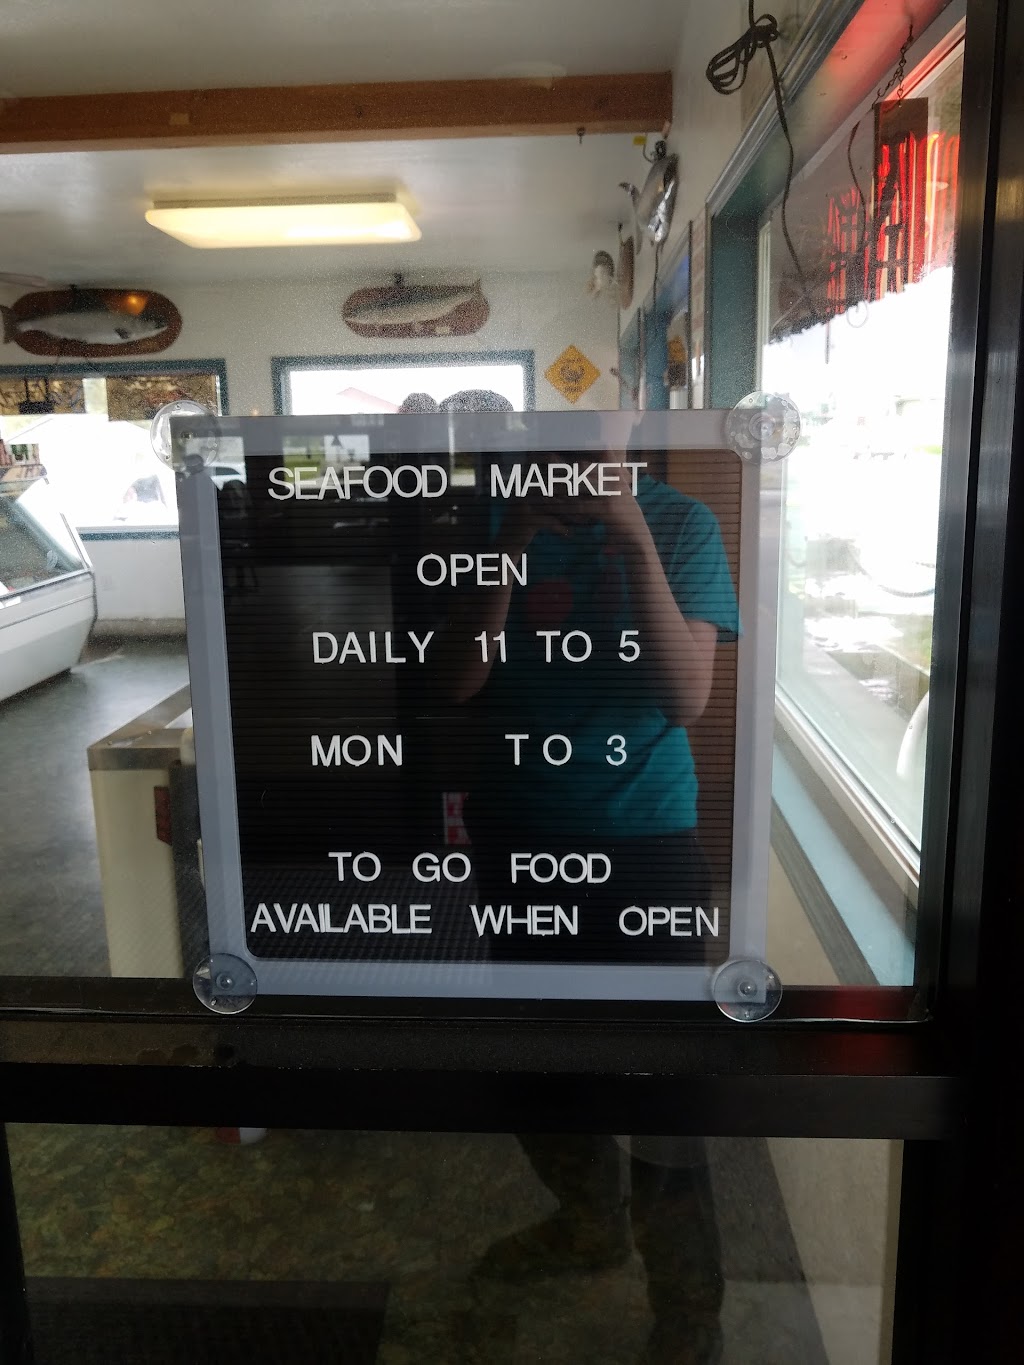 SEAFOOD MARKET
OPEN
DAILY 11 TO 5
MON TO 3
TO GO FOOD
AVAILABLE WHEN OPEN